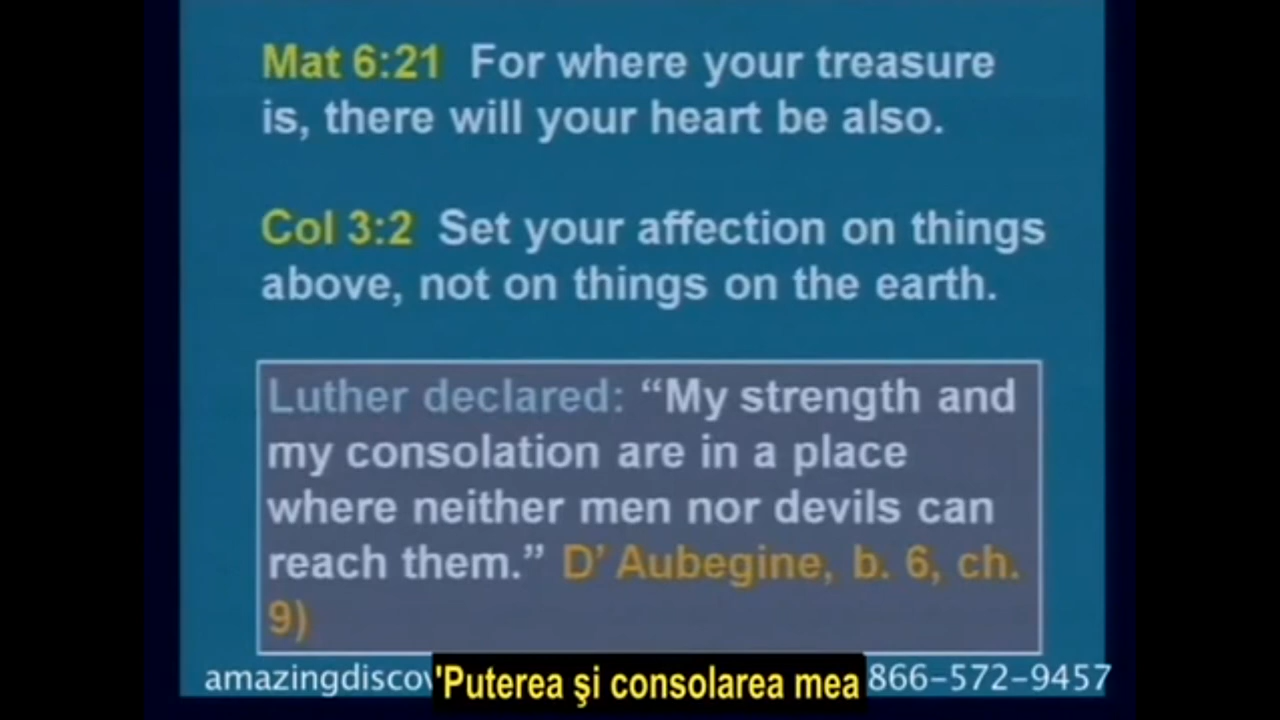 Mat 6:21 For where your treasure
is, there will your heart be also.
Col 3:2 Set your affection on things
above, not on things on the earth.
Luther declared: “My strength and
my consolation are in a place
where neither men nor devils can
reach them.” D’ Aubegine, b. 6, ch.
9)
amazingdiscov 866-572-9457
'Puterea şi consolarea mea